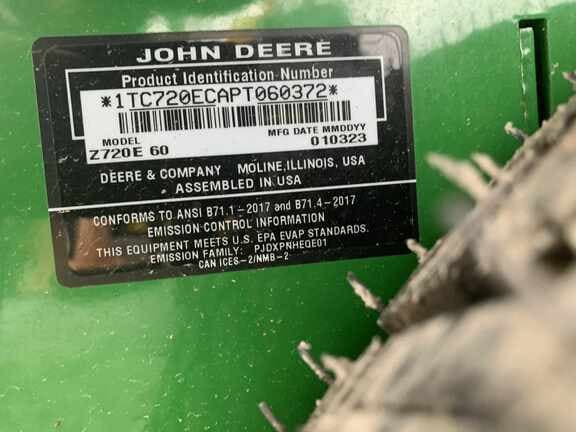 JOHN DEERE
Product Identification Number
*1TC720ECAPT060372*
MODEL
MFG DATE MMDDYY
Z720E 60
010323
DEERE & COMPANY MOLINE, ILLINOIS, USA
ASSEMBLED IN USA
CONFORMS TO ANSI B71.1-2017 AND B71.4-2017
EMISSION CONTROL INFORMATION
THIS EQUIPMENT MEETS U.S. EPA EVAP STANDARDS.
EMISSION FAMILY: PJDXPNHEQE01
CAN ICES-2/NMB-2